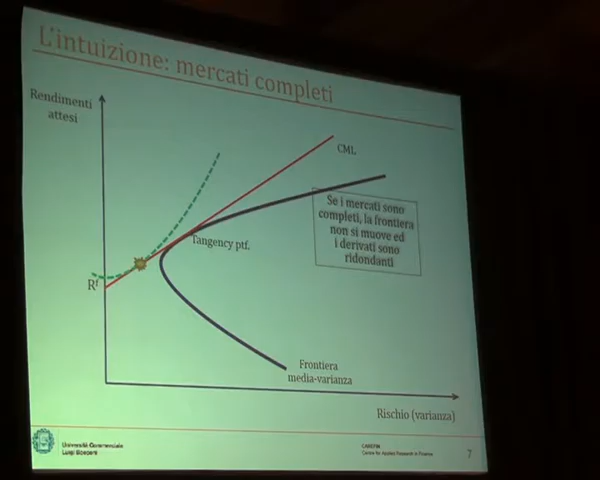 L'intuizione: mercati completi
Rendimenti
attesi
CML
Se i mercati sono
completi, la frontiera
non si muove ed
i derivati sono
ridondanti
Tangency ptf.
Rf
Frontiera
media-varianza
Rischio (varianza)
Università Commerciale
Luigi Bocconi
CAREFIN
Centre for Applied Research in Finance
7